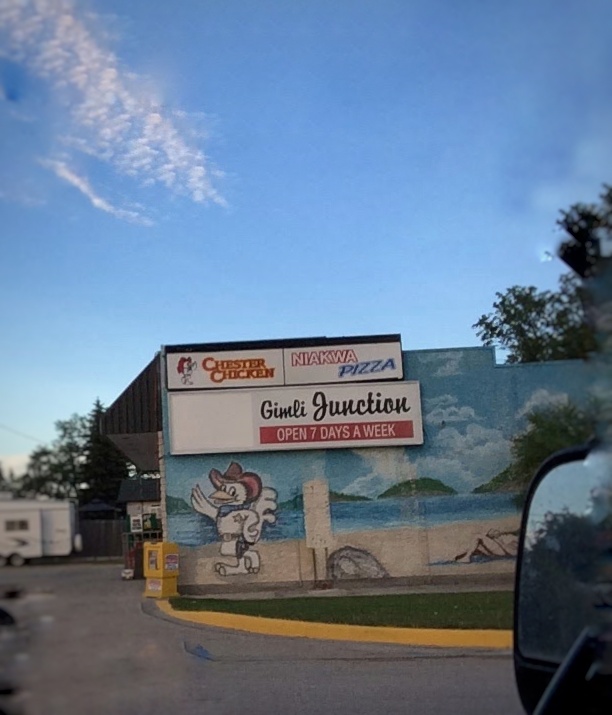 CHESTER
CHICKEN
NIAKWA
PIZZA
Gimli Junction
OPEN 7 DAYS A WEEK